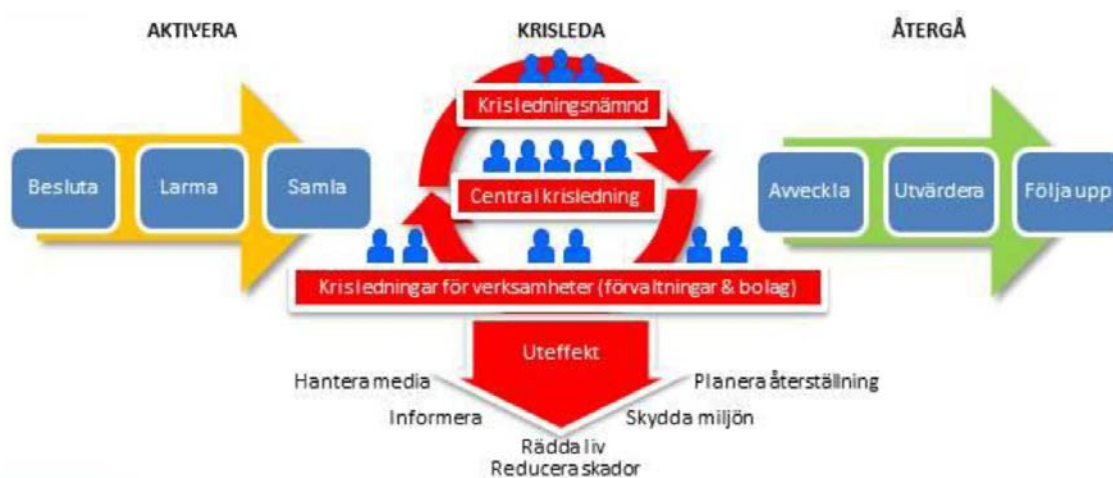 AKTIVERA
KRISLEDA
ÅTERGÅ
Krisledningsnämnd
Central krisledning
Krisledningar för verksamheter (förvaltningar & bolag)
Besluta
Larma
Samla
Avveckla
Utvärdera
Följa upp
Uteffekt
Hantera media
Planera återställning
Informera
Skydda miljön
Rädda liv
Reducera skador